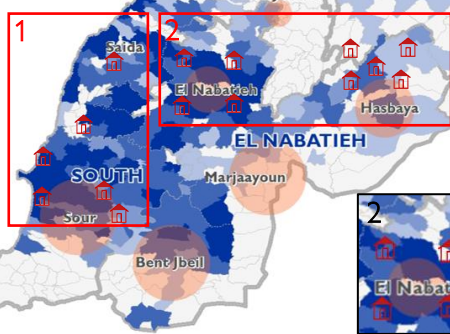 1
2
Saida
El Nabatieh
Hasbaya
EL NABATIEH
SOUTH
Marjaayoun
Sour
Bent Jbeil
2
El Nabat